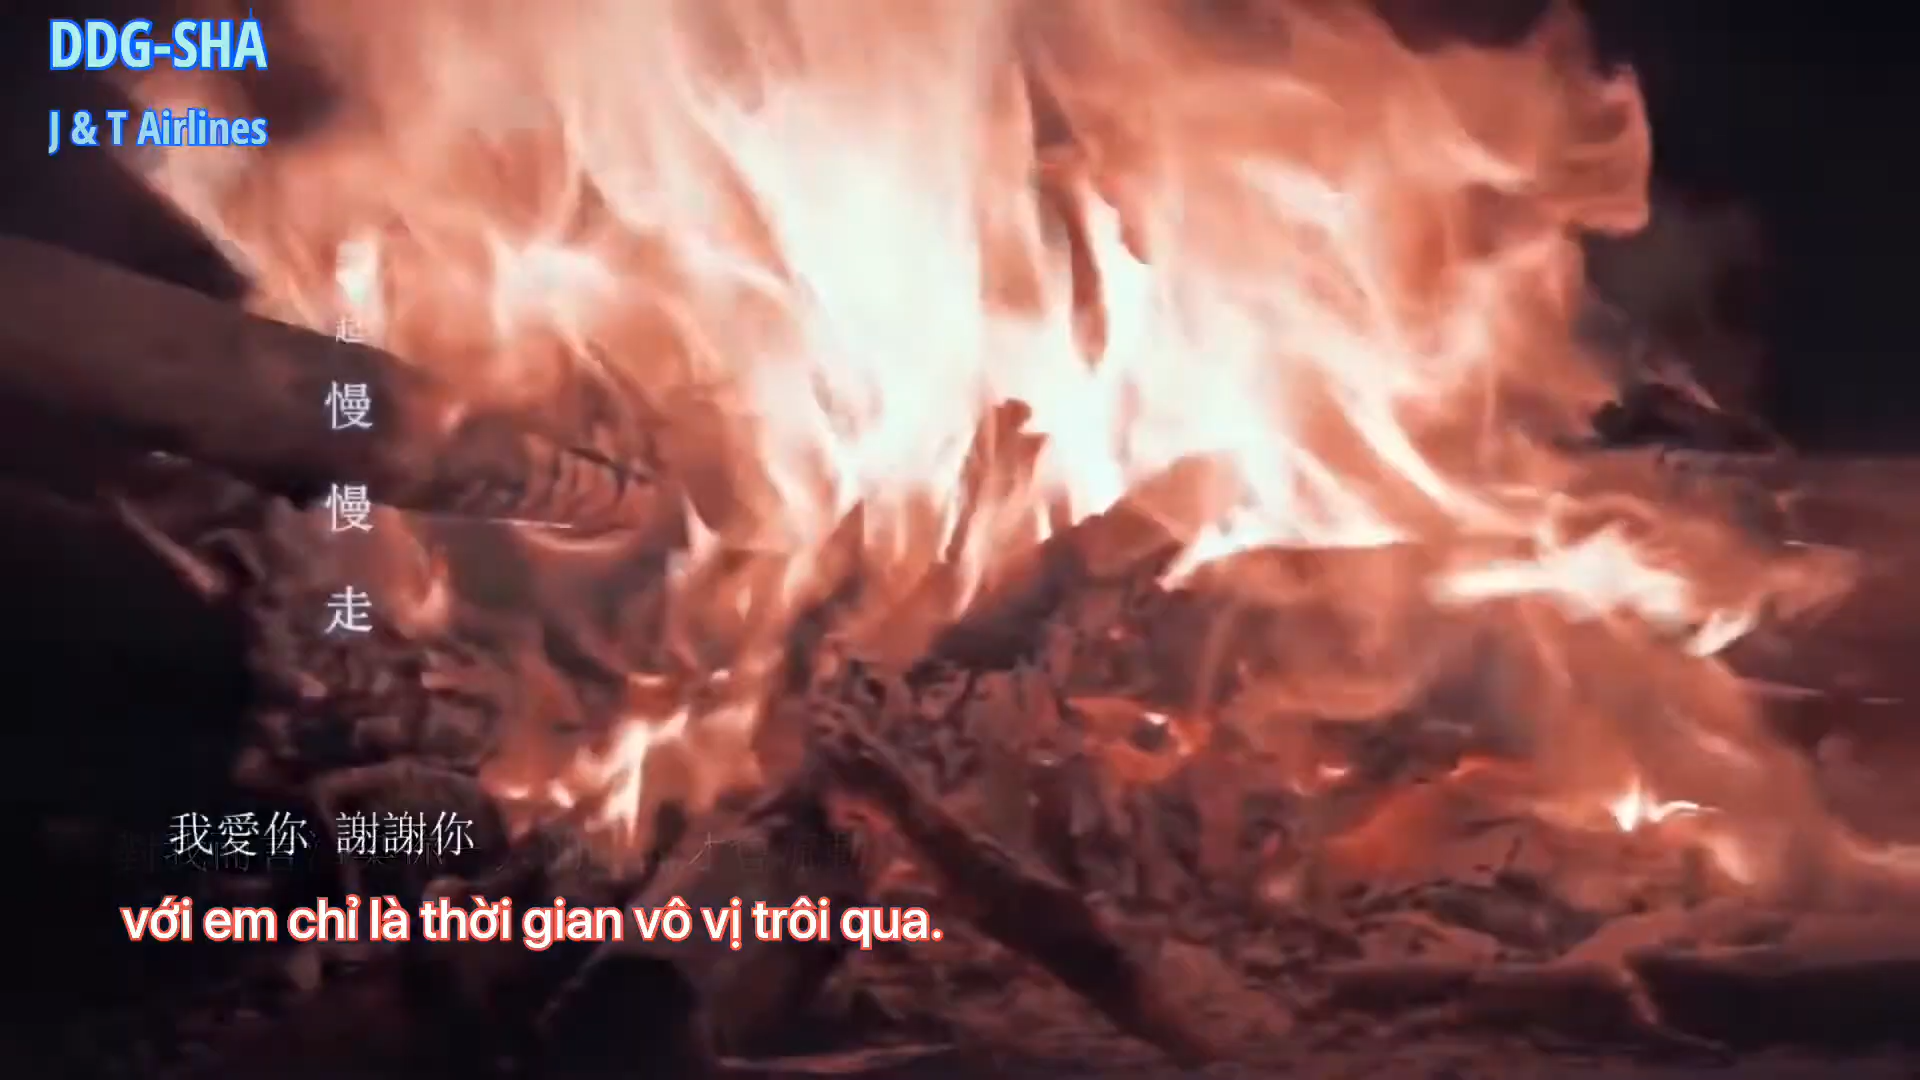 DDG-SHA
J & T Airlines
起慢慢走
我愛你 謝謝你
với em chỉ là thời gian vô vị trôi qua.